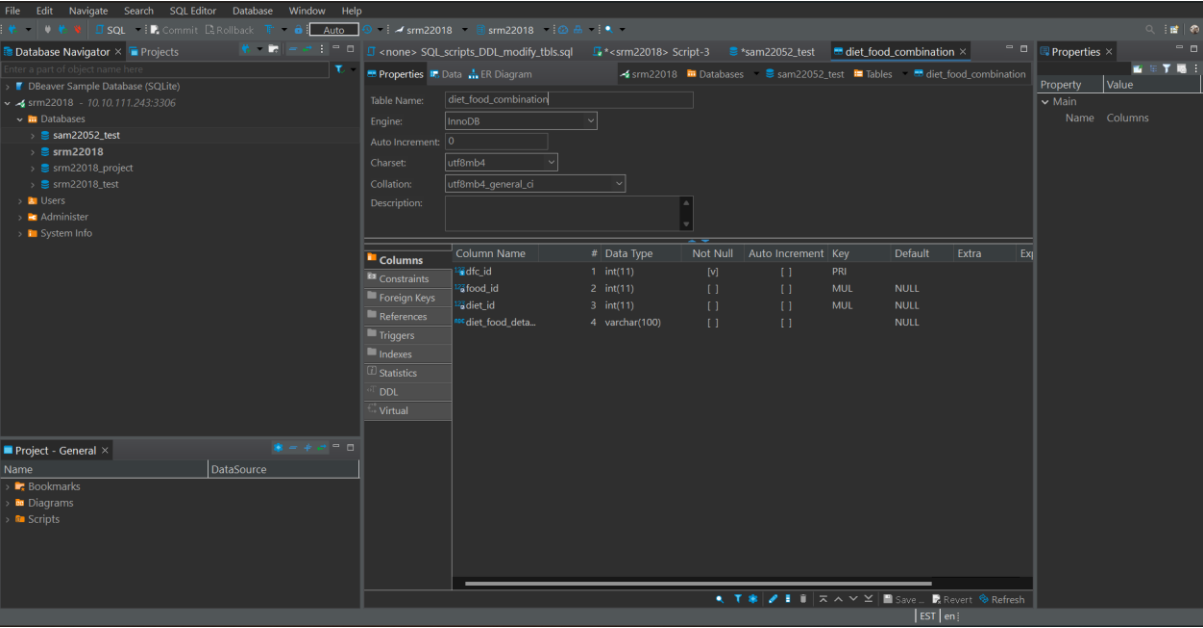 File Edit Navigate Search SQL Editor Database Window Help
SQL Commit Rollback Auto srm22018 srm22018
Database Navigator × Projects
Enter a part of object name here
DBeaver Sample Database (SQLite)
srm22018 - 10.10.111.243:3306
Databases
sam22052_test
srm22018
srm22018_project
srm22018_test
Users
Administer
System Info
Project - General ×
Name DataSource
Bookmarks
Diagrams
Scripts
<none> SQL_scripts_DDL_modify_tbls.sql *<srm22018> Script-3 *sam22052_test diet_food_combination ×
Properties Data ER Diagram srm22018 Databases sam22052_test Tables diet_food_combination
Table Name: diet_food_combination
Engine: InnoDB
Auto Increment: 0
Charset: utf8mb4
Collation: utf8mb4_general_ci
Description:
Columns
Constraints
Foreign Keys
References
Triggers
Indexes
Statistics
DDL
Virtual
Column Name # Data Type Not Null Auto Increment Key Default Extra Exp
dfc_id 1 int(11) [v] [ ] PRI
food_id 2 int(11) [ ] [ ] MUL NULL
diet_id 3 int(11) [ ] [ ] MUL NULL
diet_food_deta... 4 varchar(100) [ ] [ ] NULL
Save ... Revert Refresh
Properties ×
Property Value
Main
Name Columns
EST en